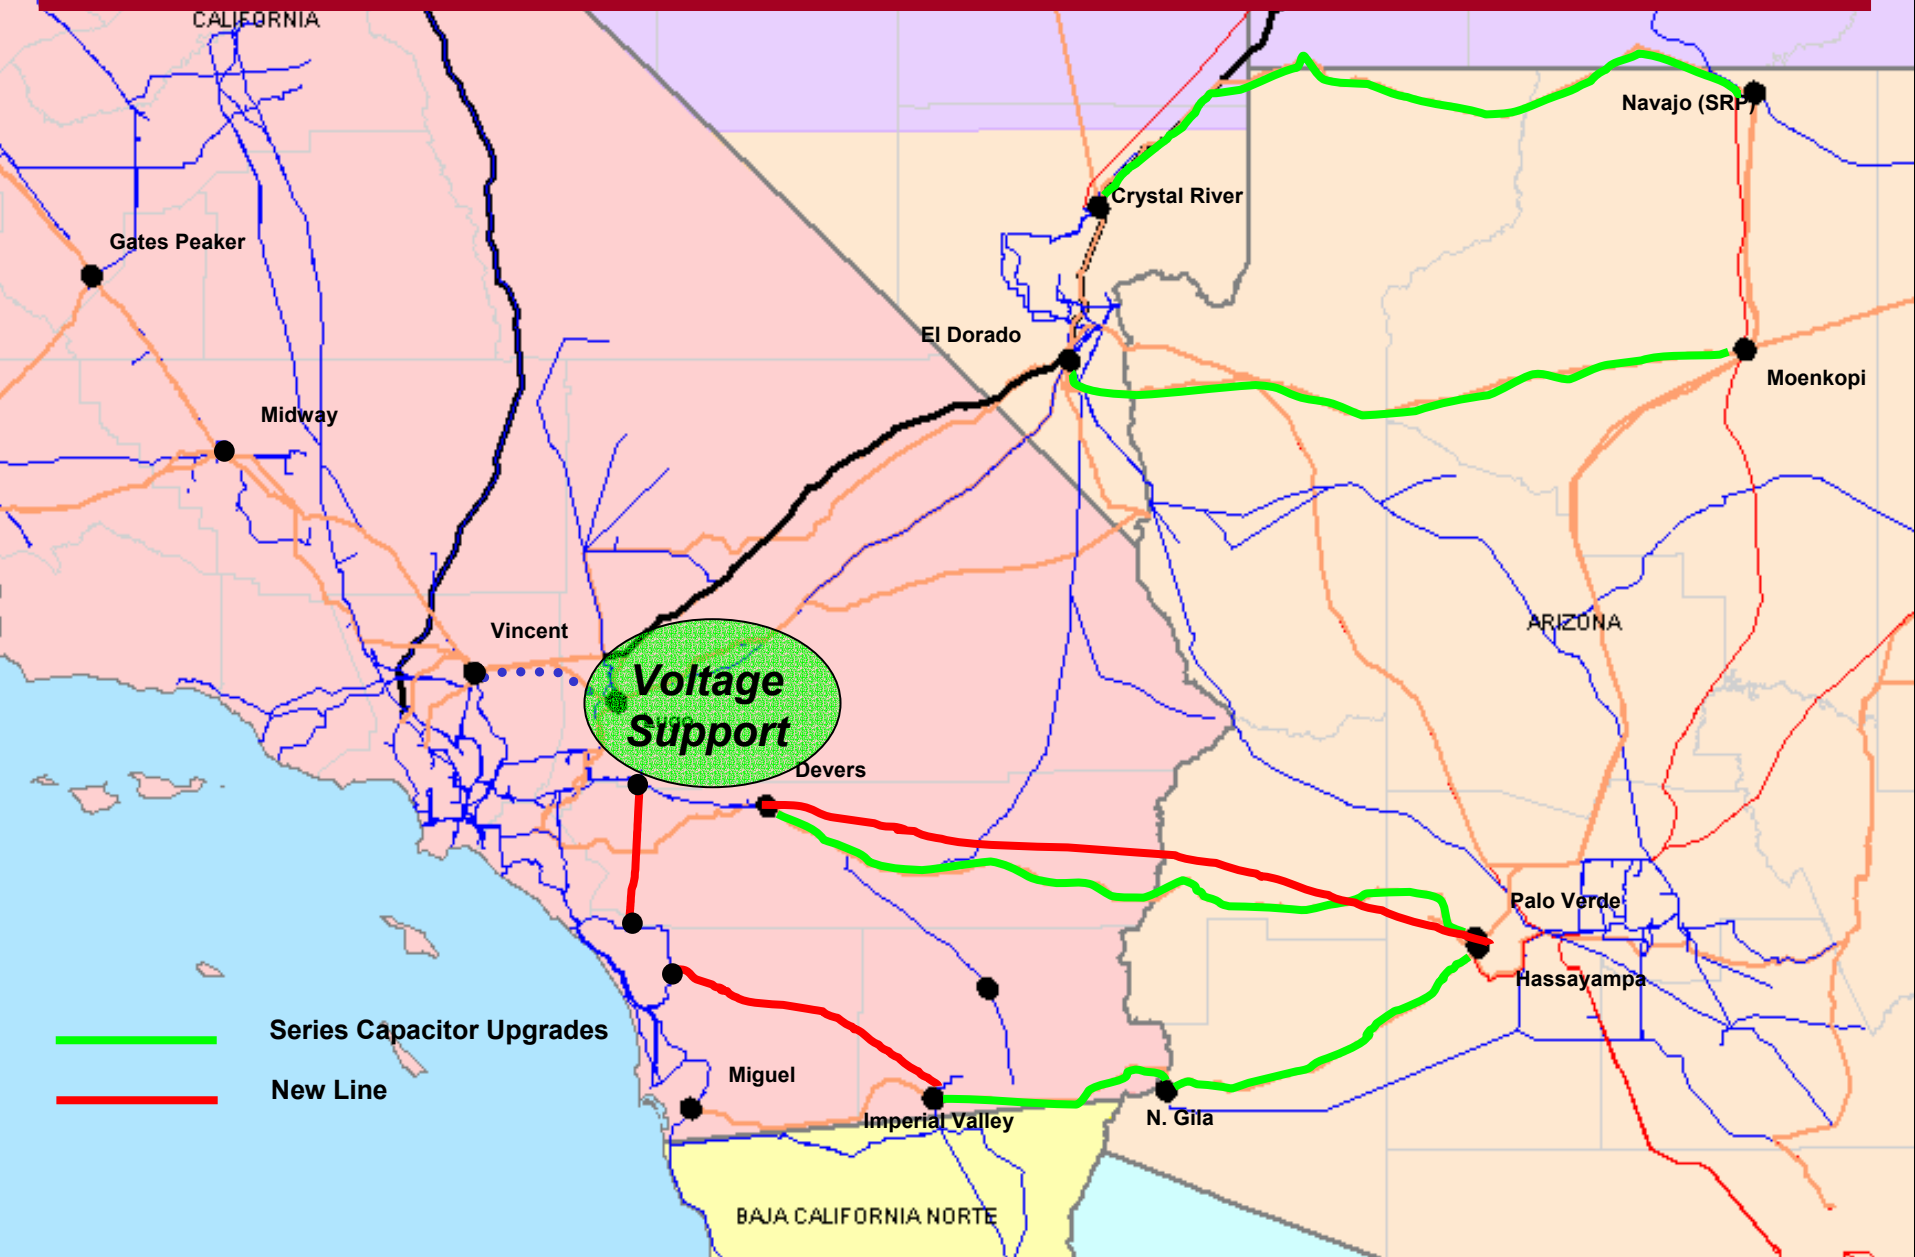 CALIFORNIA
Navajo (SRP)
Crystal River
Gates Peaker
El Dorado
Moenkopi
Midway
ARIZONA
Vincent
Voltage
Support
Lugo
Devers
Palo Verde
Hassayampa
Series Capacitor Upgrades
Miguel
New Line
Imperial Valley
N. Gila
BAJA CALIFORNIA NORTE